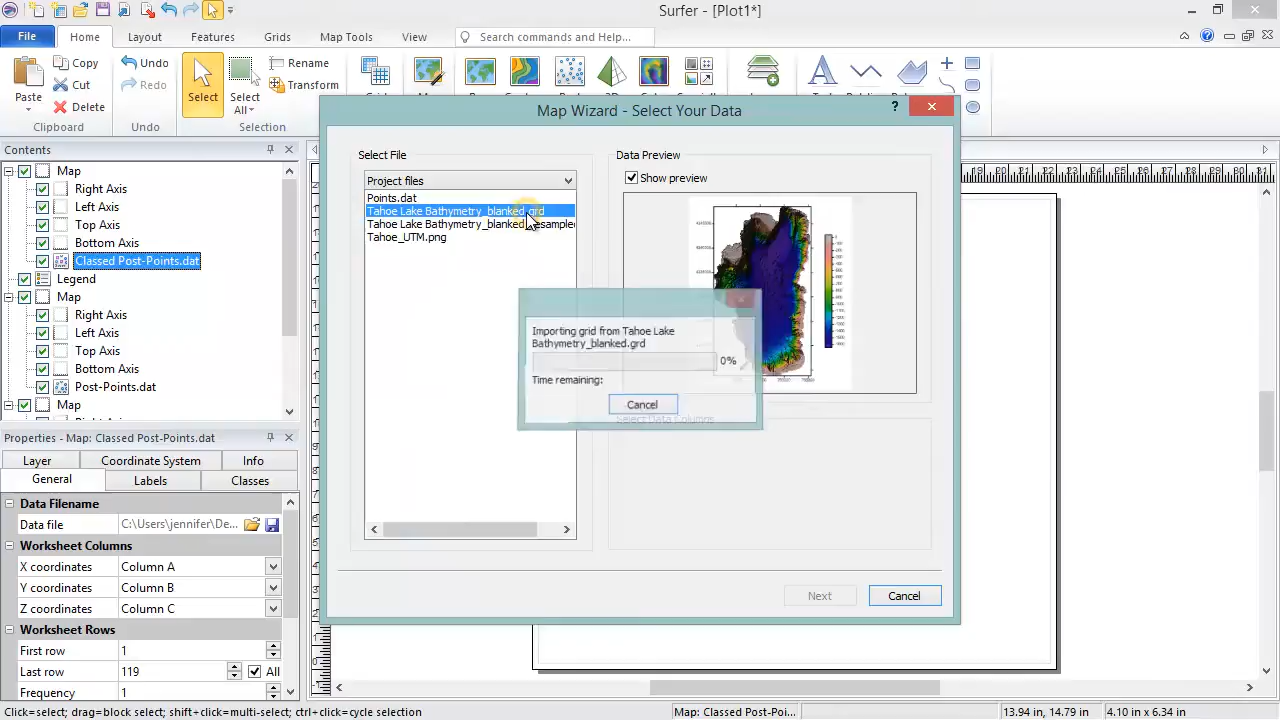 Surfer - [Plot1*]
File Home Layout Features Grids Map Tools View Search commands and Help...
Paste Copy Cut Delete Undo Redo Select Select All Rename Transform
Clipboard Undo Selection
Contents
Map
Right Axis
Left Axis
Top Axis
Bottom Axis
Classed Post-Points.dat
Legend
Map
Right Axis
Left Axis
Top Axis
Bottom Axis
Post-Points.dat
Map
Properties - Map: Classed Post-Points.dat
Layer Coordinate System Info
General Labels Classes
Data Filename
Data file C:\Users\jennifer\De...
Worksheet Columns
X coordinates Column A
Y coordinates Column B
Z coordinates Column C
Worksheet Rows
First row 1
Last row 119 All
Frequency 1
Map Wizard - Select Your Data
Select File
Project files
Points.dat
Tahoe Lake Bathymetry_blanked.grd
Tahoe Lake Bathymetry_blanked_resample
Tahoe_UTM.png
Data Preview
Show preview
Importing grid from Tahoe Lake
Bathymetry_blanked.grd
0%
Time remaining:
Cancel
Select Data Columns
Next Cancel
Click=select; drag=block select; shift+click=multi-select; ctrl+click=cycle selection Map: Classed Post-Poi... 13.94 in, 14.79 in 4.10 in x 6.34 in